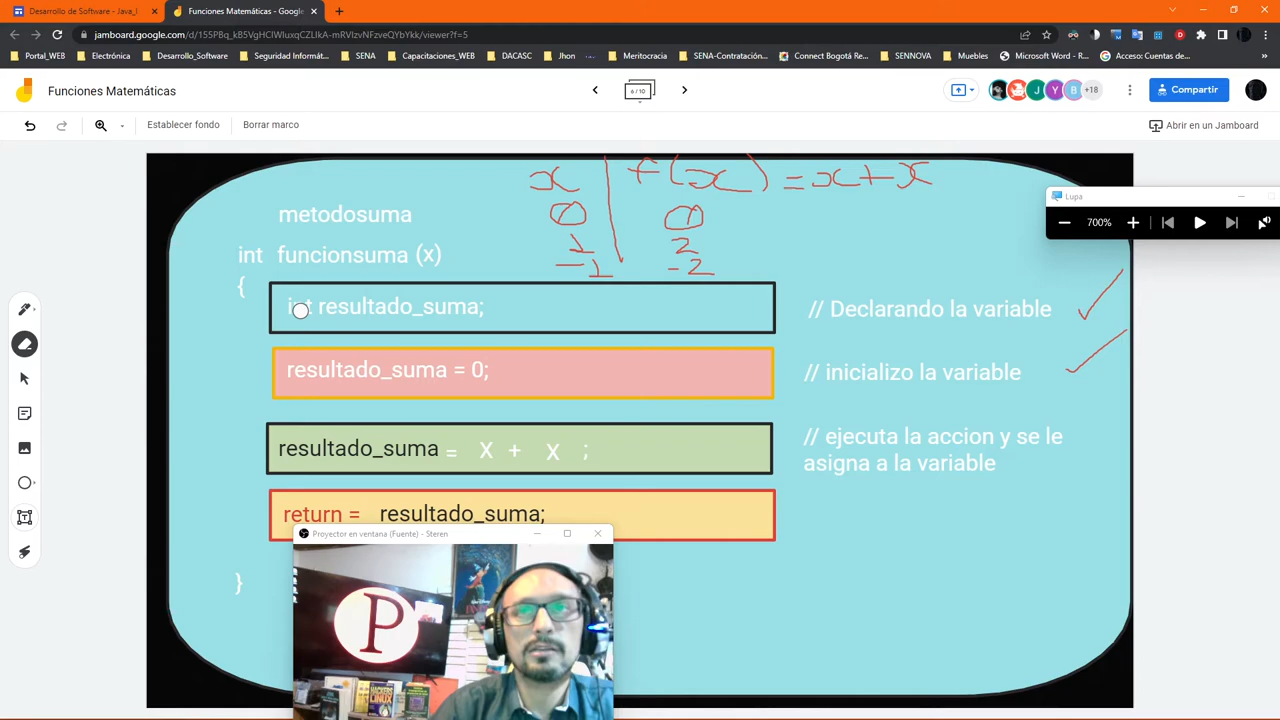 Desarrollo de Software - Java_I
Funciones Matemáticas - Google
jamboard.google.com
viewer?f=5
Portal_WEB
Electrónica
Desarrollo_Software
Seguridad Informát...
SENA
Capacitaciones_WEB
DACASC
Jhon
Meritocracia
SENA-Contratación...
Connect Bogotá Reg...
SENNOVA
Muebles
Microsoft Word - R...
Acceso: Cuentas de...
Funciones Matemáticas
6 / 10
J
Y
B
+18
Compartir
Establecer fondo
Borrar marco
Abrir en un Jamboard
x f(x) = x+x
0 0
1 2
-1 -2
Lupa
700%
metodosuma
int funcionsuma (x)
{
int resultado_suma;
// Declarando la variable
resultado_suma = 0;
// inicializo la variable
resultado_suma = X + X ;
// ejecuta la accion y se le
asigna a la variable
return = resultado_suma;
Proyector en ventana (Fuente) - Steren
}
P
HACKERS
LINUX